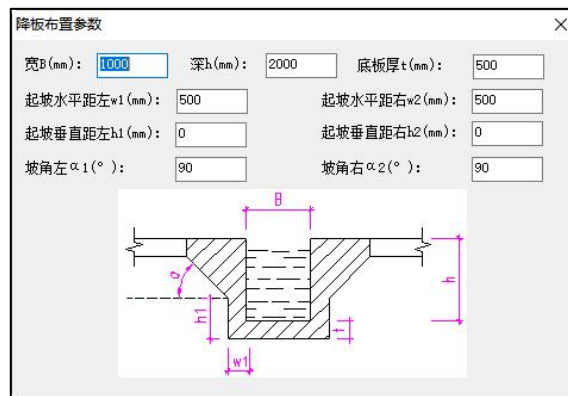 降板布置参数
宽B(mm): 1000 深h(mm): 2000 底板厚t(mm): 500
起坡水平距左w1(mm): 500 起坡水平距右w2(mm): 500
起坡垂直距左h1(mm): 0 起坡垂直距右h2(mm): 0
坡角左α1(°): 90 坡角右α2(°): 90
B
α
h
h1
t
w1